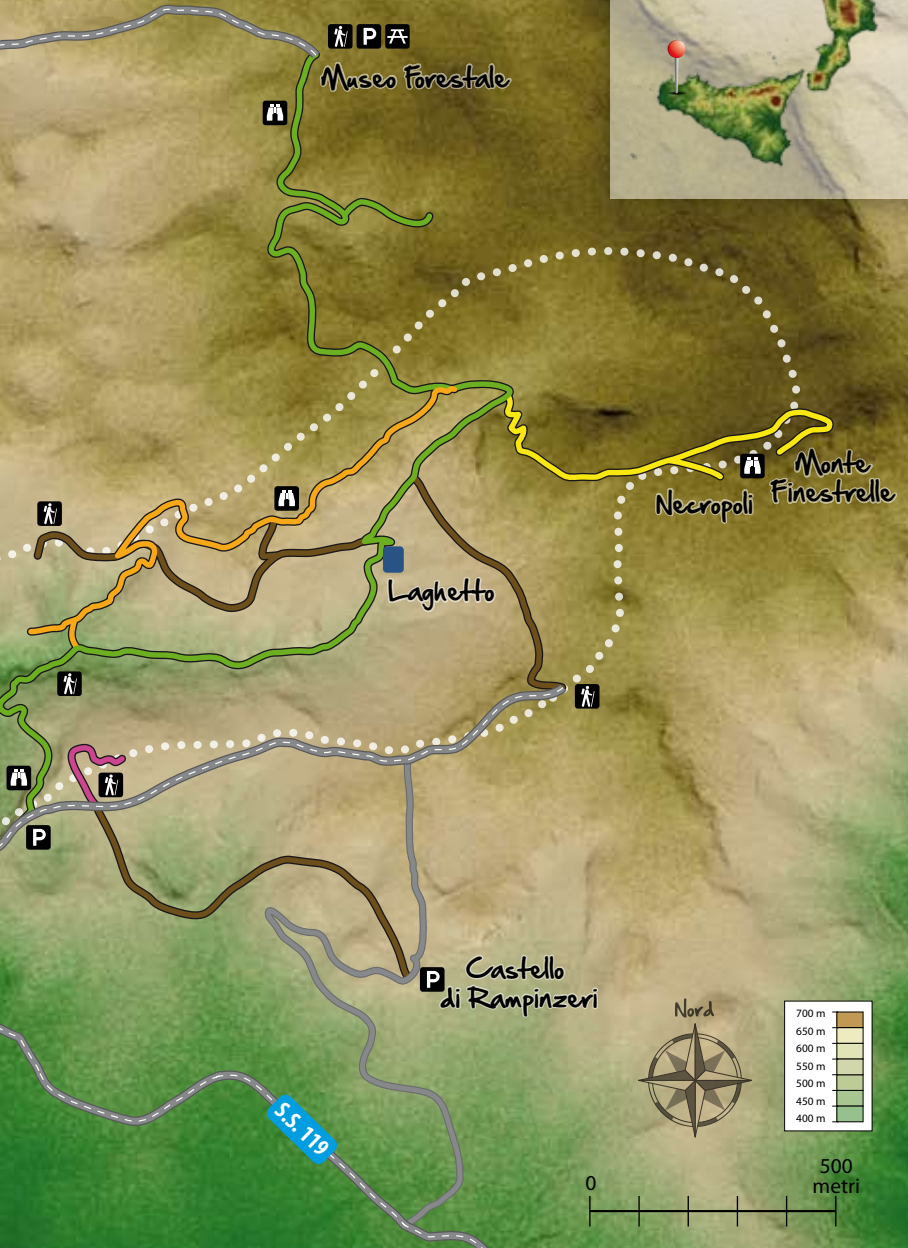 P
Museo Forestale
Monte
Finestrelle
Necropoli
Laghetto
P
P
Castello
di Rampinzeri
Nord
700 m
650 m
600 m
550 m
500 m
450 m
400 m
S.S. 119
0
500
metri